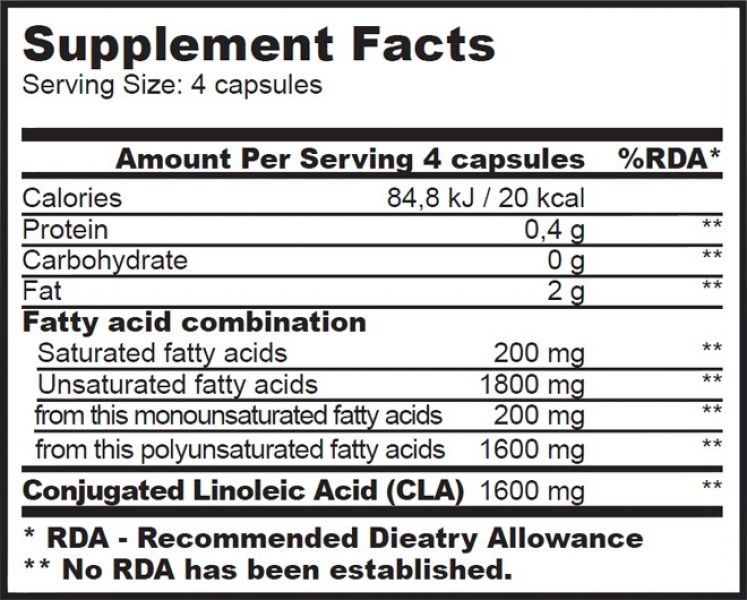 Supplement Facts
Serving Size: 4 capsules
Amount Per Serving 4 capsules %RDA*
Calories 84,8 kJ / 20 kcal
Protein 0,4 g **
Carbohydrate 0 g **
Fat 2 g **
Fatty acid combination
Saturated fatty acids 200 mg **
Unsaturated fatty acids 1800 mg **
from this monounsaturated fatty acids 200 mg **
from this polyunsaturated fatty acids 1600 mg **
Conjugated Linoleic Acid (CLA) 1600 mg **
* RDA - Recommended Dieatry Allowance
** No RDA has been established.